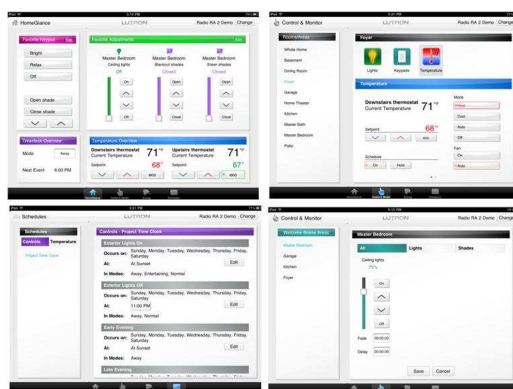 HomeGlance
LUTRON
Radio RA 2 Demo Change
Favorite Keypad
Favorite Adjustments
Bright
Relax
Off
Open shade
Close shade
Master Bedroom
Ceiling lights
Off
On
Off
Master Bedroom
Blackout shades
Closed
Open
Close
Master Bedroom
Sheer shades
Closed
Open
Close
Timeclock Overview
Mode Away
Next Event 6:00 PM
Temperature Overview
Downstairs thermostat
Current Temperature
71°
Setpoint
68°
eco
Upstairs thermostat
Current Temperature
71°
Setpoint
67°
eco
Control & Monitor
LUTRON
Radio RA 2 Demo Change
Rooms/Areas
Whole Home
Basement
Dining Room
Foyer
Garage
Home Theater
Kitchen
Master Bath
Master Bedroom
Patio
Foyer
Lights
Keypads
Temperature
Temperature
Downstairs thermostat
Current Temperature
71°
Setpoint
68°
eco
Schedule
On
Hold
Mode
Cool
Auto
Off
Fan
On
Auto
Schedules
LUTRON
Radio RA 2 Demo Change
Schedules
Controls Temperature
Project Time Clock
Controls - Project Time Clock
Exterior Lights On
Occurs on: Sunday, Monday, Tuesday, Wednesday, Thursday, Friday,
Saturday
At: At Sunset
Edit
In Modes: Away, Entertaining, Normal
Exterior Lights Off
Occurs on: Sunday, Monday, Tuesday, Wednesday, Thursday, Friday,
Saturday
At: 11:00 PM
Edit
In Modes: Away, Normal
Early Evening
Occurs on: Sunday, Monday, Tuesday, Wednesday, Thursday, Friday,
Saturday
At: At Sunset
Edit
In Modes: Away
Late Evening
Control & Monitor
LUTRON
Radio RA 2 Demo Change
Welcome Home Areas
Master Bedroom
Garage
Kitchen
Foyer
Master Bedroom
All
Lights
Shades
Ceiling lights
On
Off
Fade 00:00:00
Delay 00:00:00
Save
Cancel